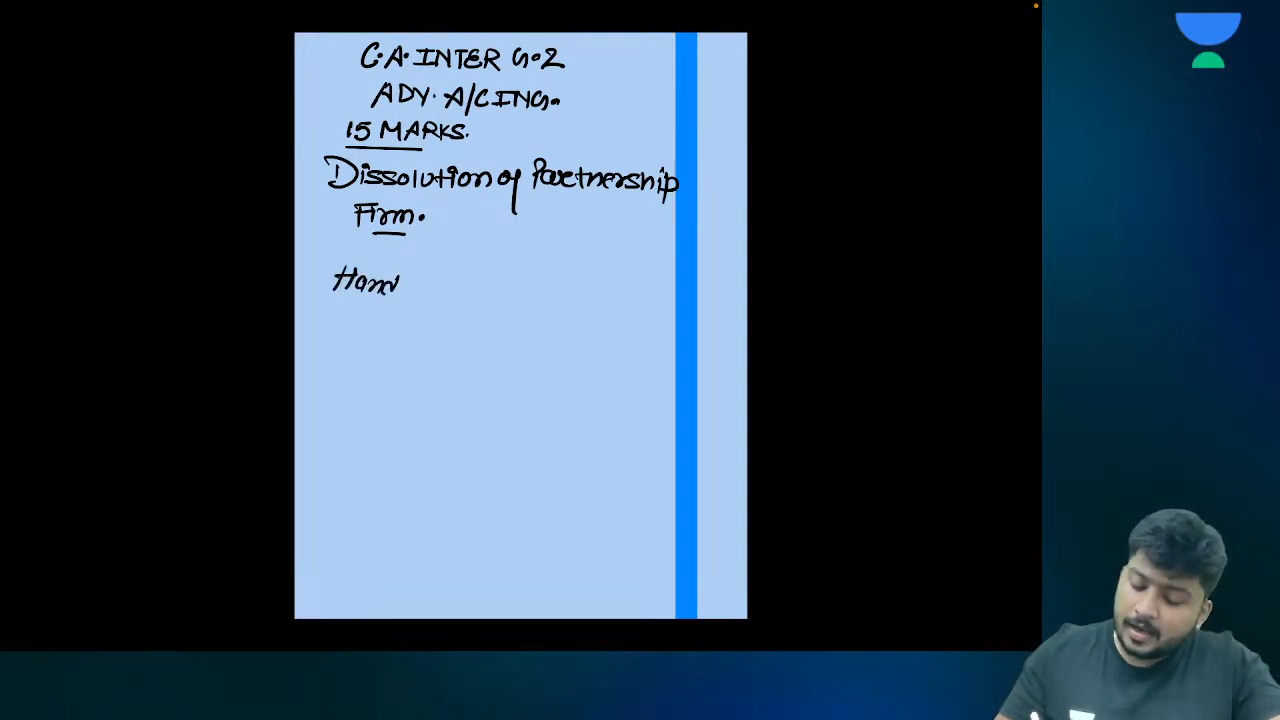 C.A. INTER G.2
ADV. A/CING.
15 MARKS.
Dissolution of Partnership
Firm.